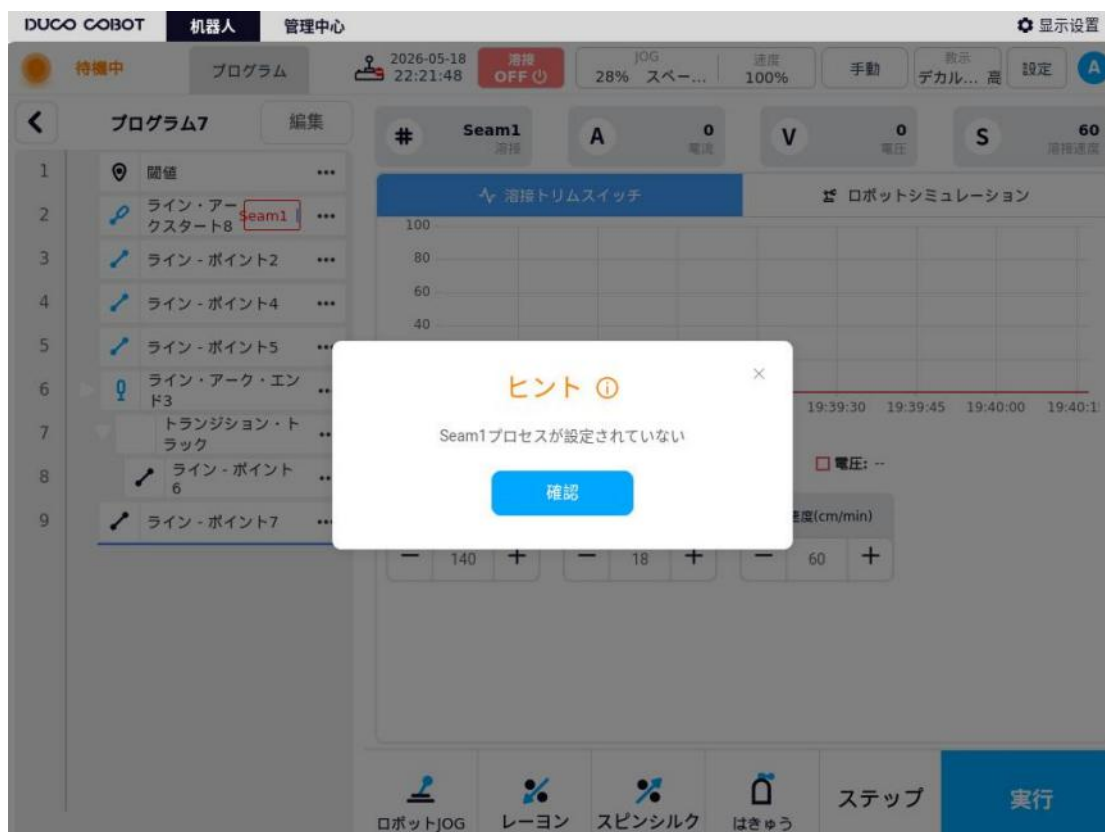 DUCO COBOT 机器人 管理中心 显示设置
待機中 プログラム 2026-05-18 22:21:48 溶接 OFF JOG 28% スペー... 速度 100% 手動 教示 デカル... 高 設定 A
プログラム7 編集
# Seam1 溶接 A 0 電流 V 0 電圧 S 60 溶接速度
1 閾値 •••
2 ライン・アークスタート8 Seam1 •••
3 ライン - ポイント2 •••
4 ライン - ポイント4 •••
5 ライン - ポイント5
6 ライン・アーク・エンド3
7 トランジション・トラック
8 ライン - ポイント6
9 ライン - ポイント7
溶接トリムスイッチ ロボットシミュレーション
100
80
60
40
ヒント
×
Seam1プロセスが設定されていない
確認
19:39:30 19:39:45 19:40:00 19:40:1
電圧: --
度(cm/min)
− 140 + − 18 + − 60 +
ロボットJOG レーヨン スピンシルク はきゅう ステップ 実行